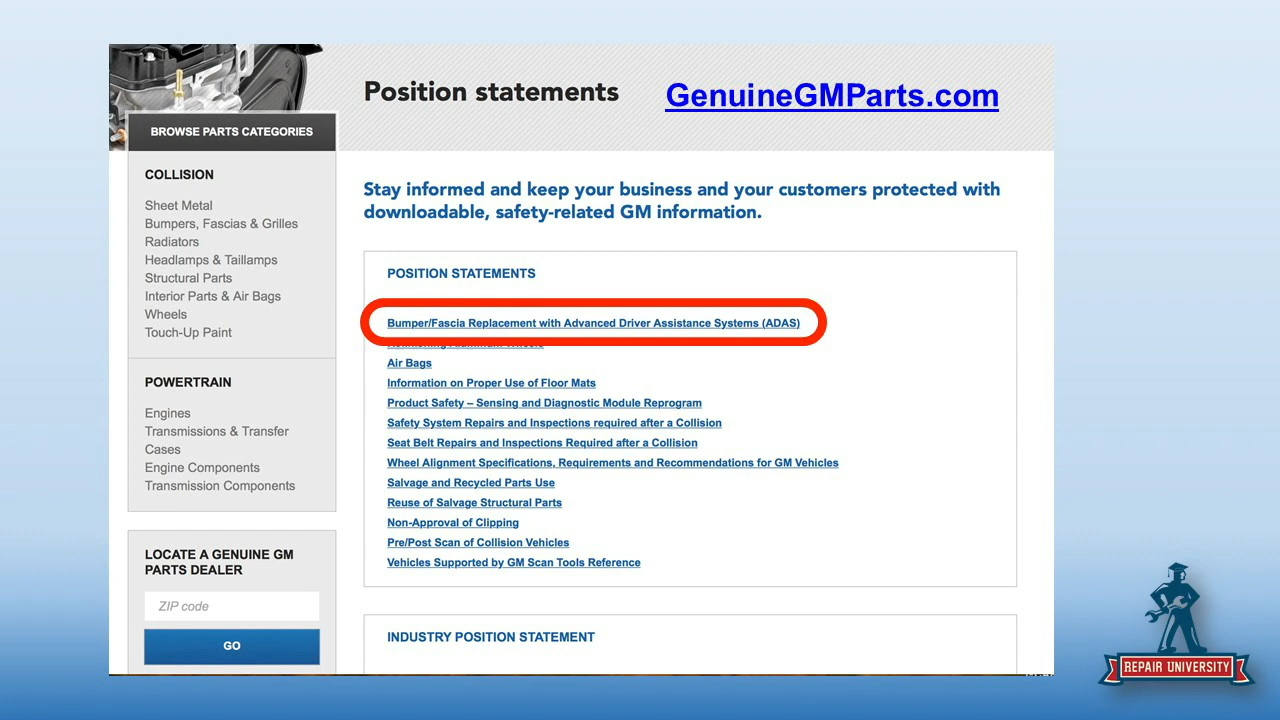 Position statements
GenuineGMParts.com
BROWSE PARTS CATEGORIES
COLLISION
Sheet Metal
Bumpers, Fascias & Grilles
Radiators
Headlamps & Taillamps
Structural Parts
Interior Parts & Air Bags
Wheels
Touch-Up Paint
POWERTRAIN
Engines
Transmissions & Transfer
Cases
Engine Components
Transmission Components
LOCATE A GENUINE GM
PARTS DEALER
ZIP code
GO
Stay informed and keep your business and your customers protected with
downloadable, safety-related GM information.
POSITION STATEMENTS
Bumper/Fascia Replacement with Advanced Driver Assistance Systems (ADAS)
Air Bags
Information on Proper Use of Floor Mats
Product Safety – Sensing and Diagnostic Module Reprogram
Safety System Repairs and Inspections required after a Collision
Seat Belt Repairs and Inspections Required after a Collision
Wheel Alignment Specifications, Requirements and Recommendations for GM Vehicles
Salvage and Recycled Parts Use
Reuse of Salvage Structural Parts
Non-Approval of Clipping
Pre/Post Scan of Collision Vehicles
Vehicles Supported by GM Scan Tools Reference
INDUSTRY POSITION STATEMENT
REPAIR UNIVERSITY